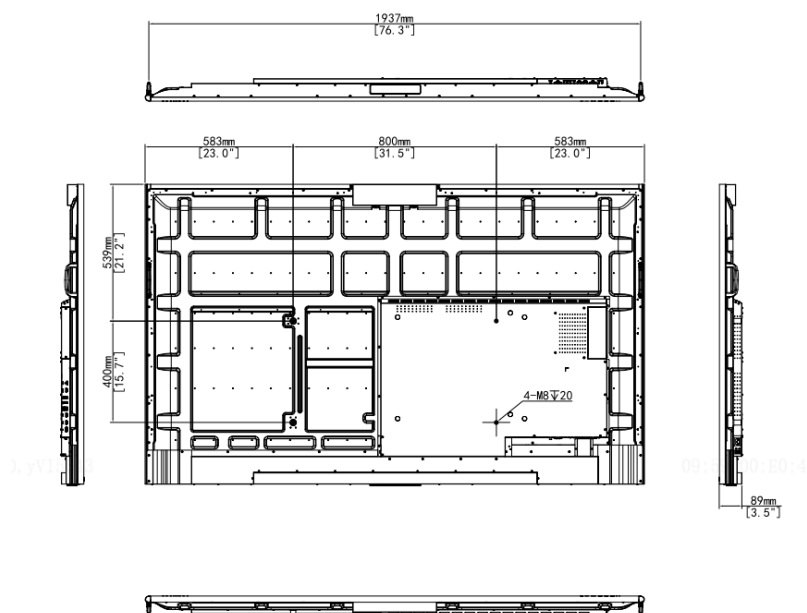 1937mm
[76.3"]
583mm
[23.0"]
800mm
[31.5"]
583mm
[23.0"]
539mm
[21.2"]
400mm
[15.7"]
4-M8↧20
89mm
[3.5"]